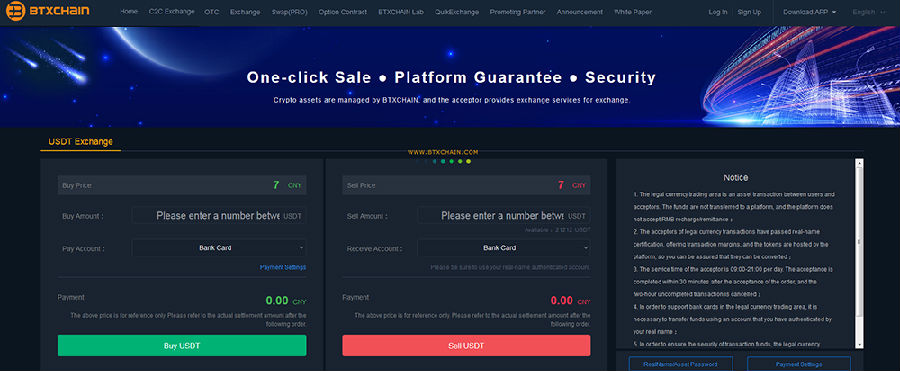 BTXCHAIN
Home C2C Exchange OTC Exchange Swap(PRO) Option Contract BTXCHAIN Lab QuikExchange Promoting Partner Announcement White Paper Log In Sign Up Download APP English
One-click Sale ● Platform Guarantee ● Security
Crypto assets are managed by BTXCHAIN, and the acceptor provides exchange services for exchange.
USDT Exchange
WWW.BTXCHAIN.COM
Buy Price 7 CNY
Buy Amount : Please enter a number betwe USDT
Pay Account : Bank Card
Payment Settings
Payment 0.00 CNY
The above price is for reference only. Please refer to the actual settlement amount after the
following order.
Buy USDT
Sell Price 7 CNY
Sell Amount : Please enter a number betwe USDT
Available : USDT
Receive Account : Bank Card
Please be sure to use your real-name authenticated account.
Payment 0.00 CNY
The above price is for reference only. Please refer to the actual settlement amount after the
following order.
Sell USDT
Notice
1. The legal currency trading area is an asset transaction between users and
acceptors. The funds are not transferred to a platform, and the platform does
not accept RMB recharge/remittance ;
2. The acceptors of legal currency transactions have passed real-name
certification, offering transaction margins, and the tokens are hosted by the
platform, so you can be assured that they can be converted ;
3. The service time of the acceptor is 09:00-21:00 per day. The acceptance is
completed within 30 minutes after the acceptance of the order, and the
two-hour uncompleted transaction is cancelled ;
4. In order to support bank cards in the legal currency trading area, it is
necessary to transfer funds using an account that you have authenticated by
your real name ;
5. In order to ensure the security of transaction funds, the legal currency
RealName/Asset Password
Payment Settings